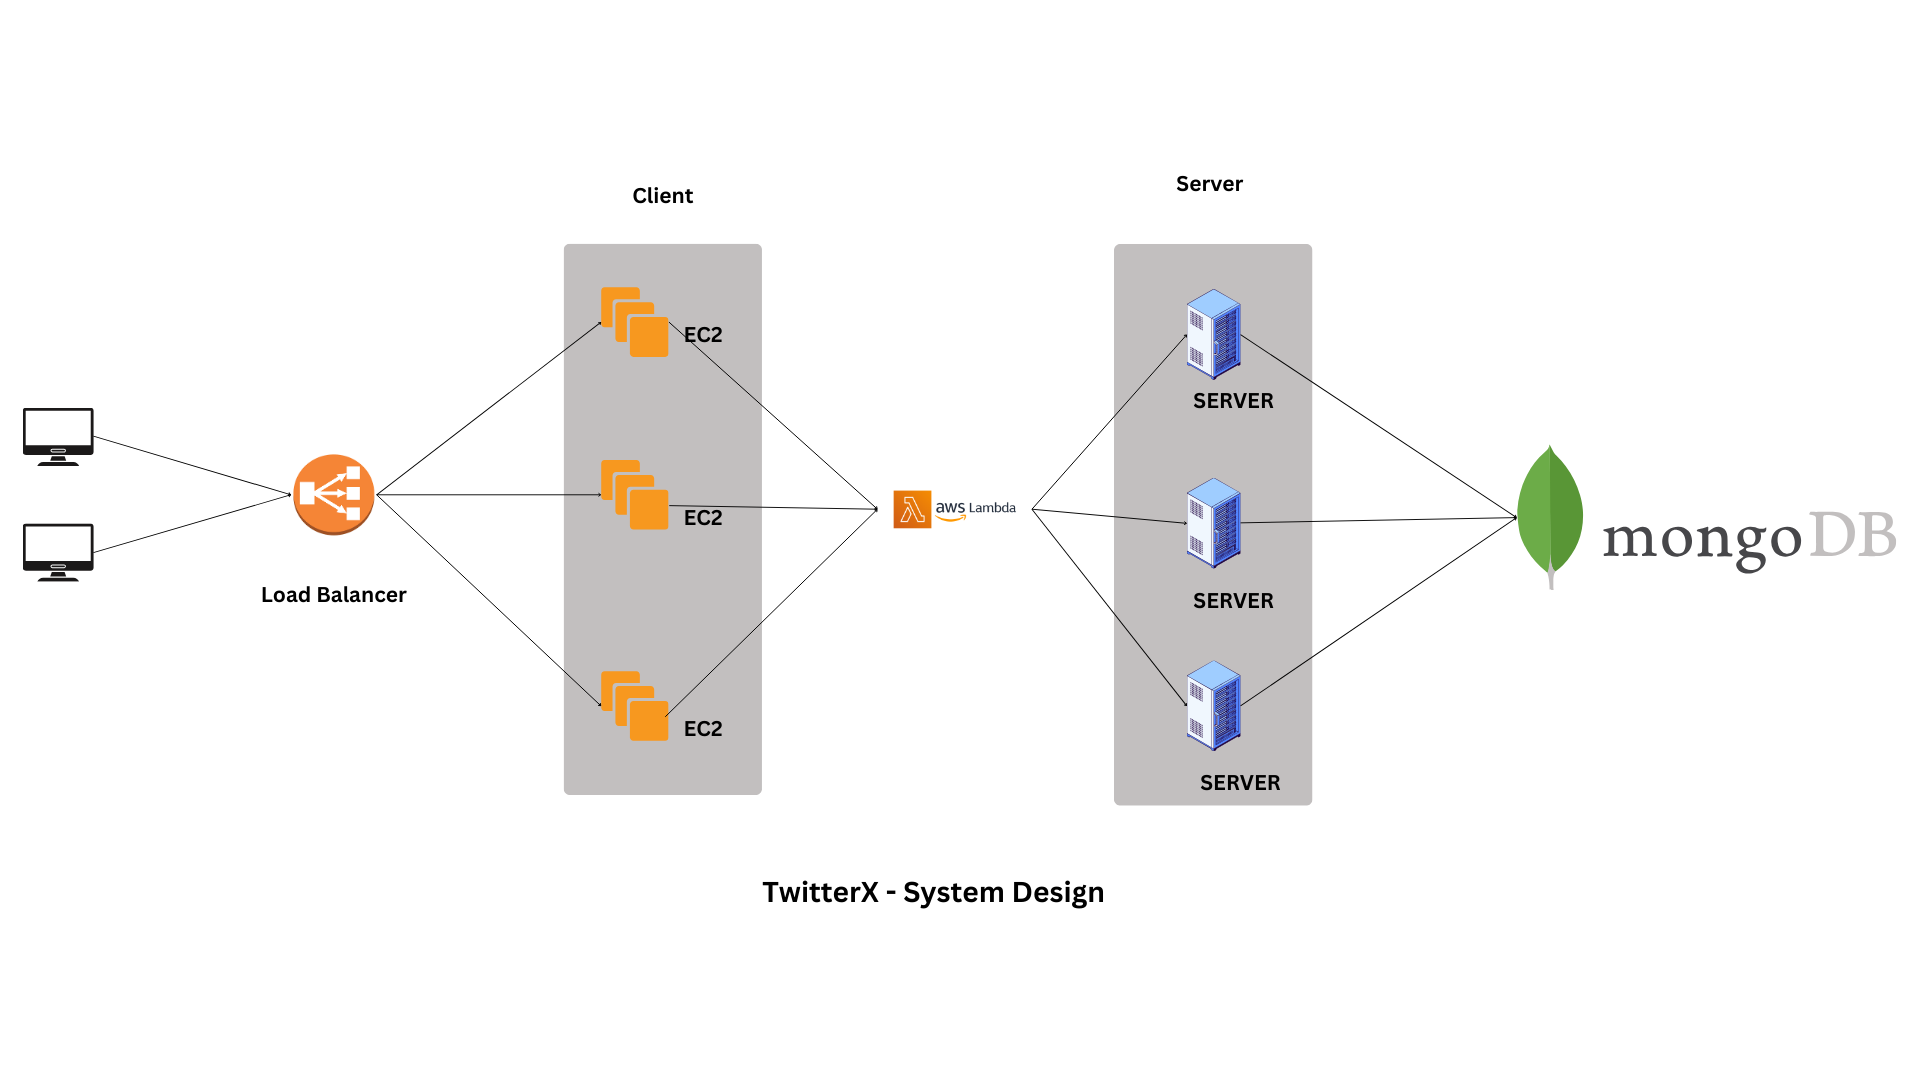 Client
Server
EC2
SERVER
EC2
aws Lambda
mongoDB
Load Balancer
SERVER
EC2
SERVER
TwitterX - System Design